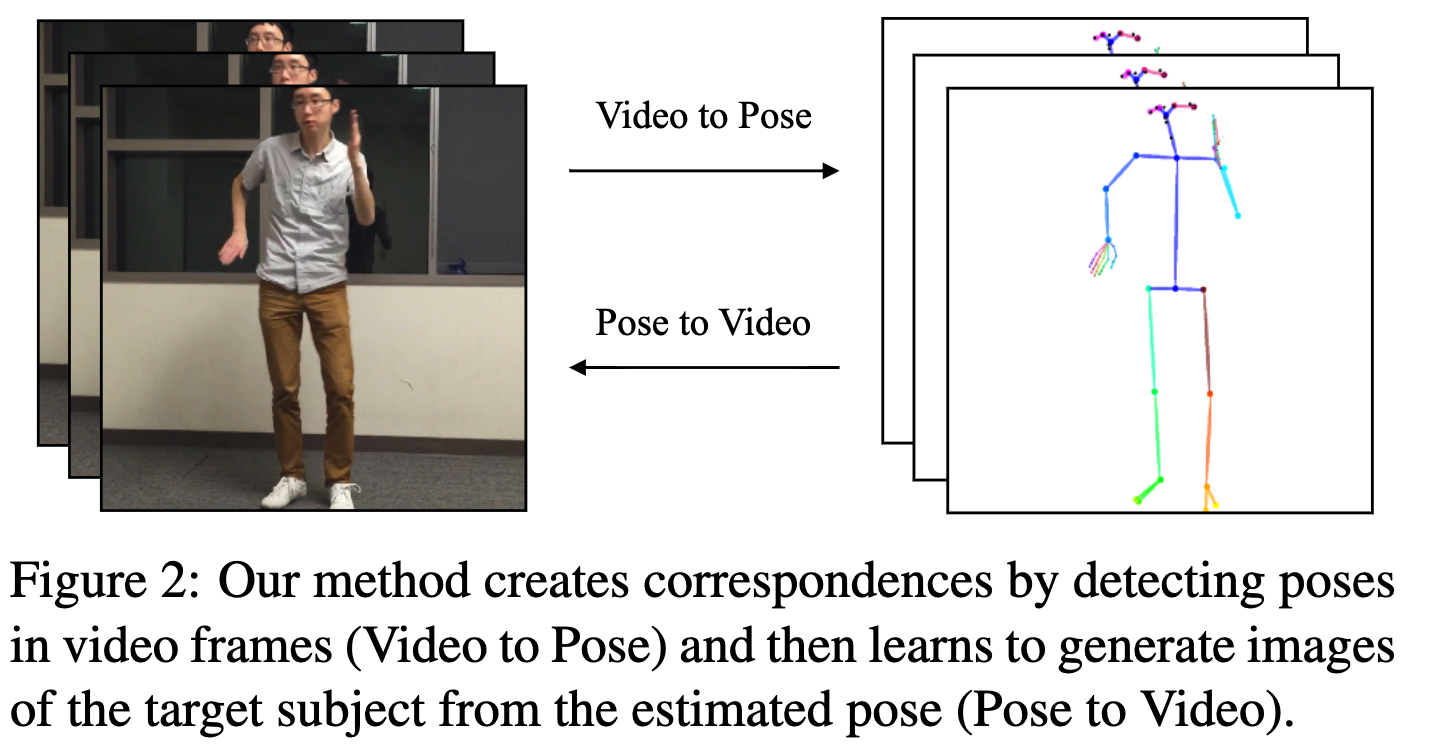 Video to Pose
Pose to Video
Figure 2: Our method creates correspondences by detecting poses
in video frames (Video to Pose) and then learns to generate images
of the target subject from the estimated pose (Pose to Video).